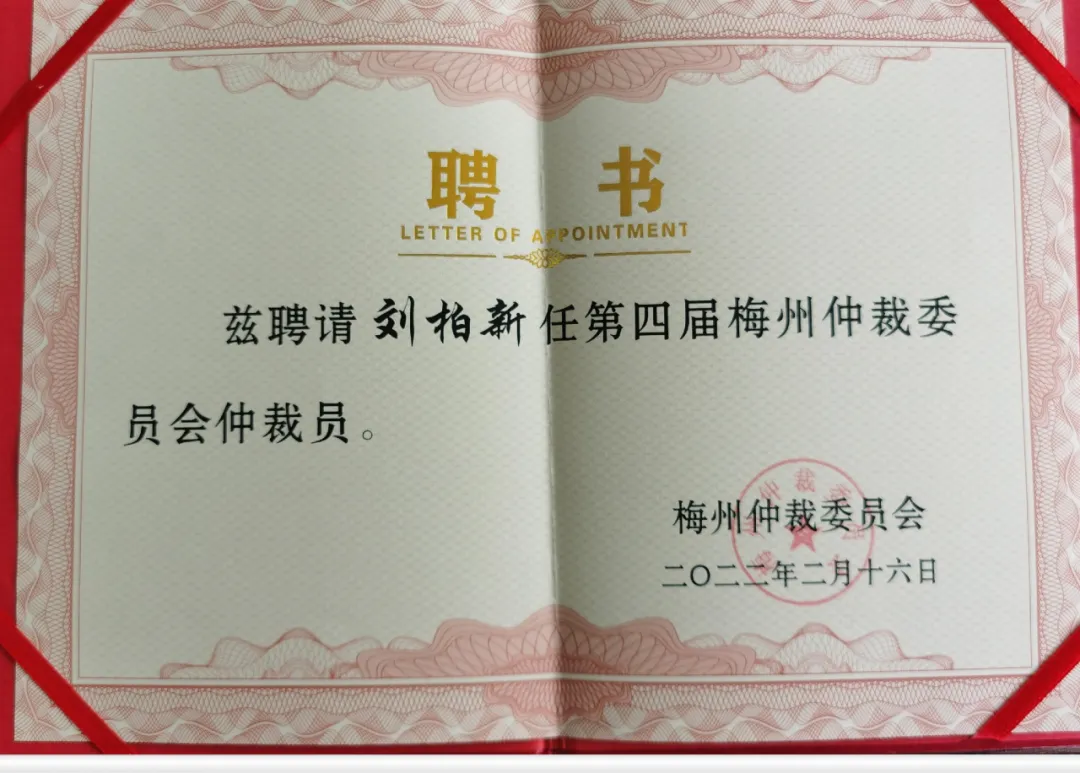 聘 书
LETTER OF APPOINTMENT
兹聘请刘柏新任第四届梅州仲裁委
员会仲裁员。
梅州仲裁委员会
二〇二二年二月十六日